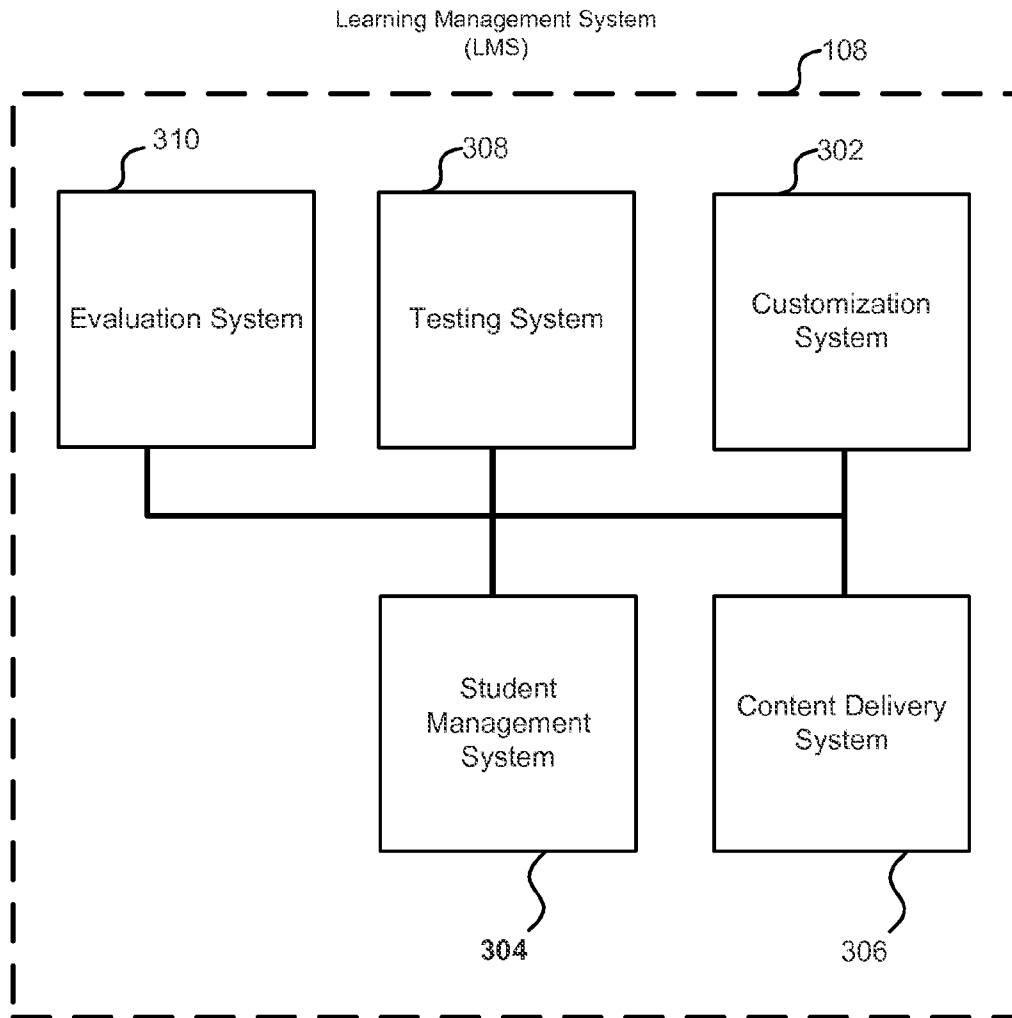 Learning Management System
(LMS)
108
310
308
302
Evaluation System
Testing System
Customization
System
Student
Management
System
Content Delivery
System
304
306